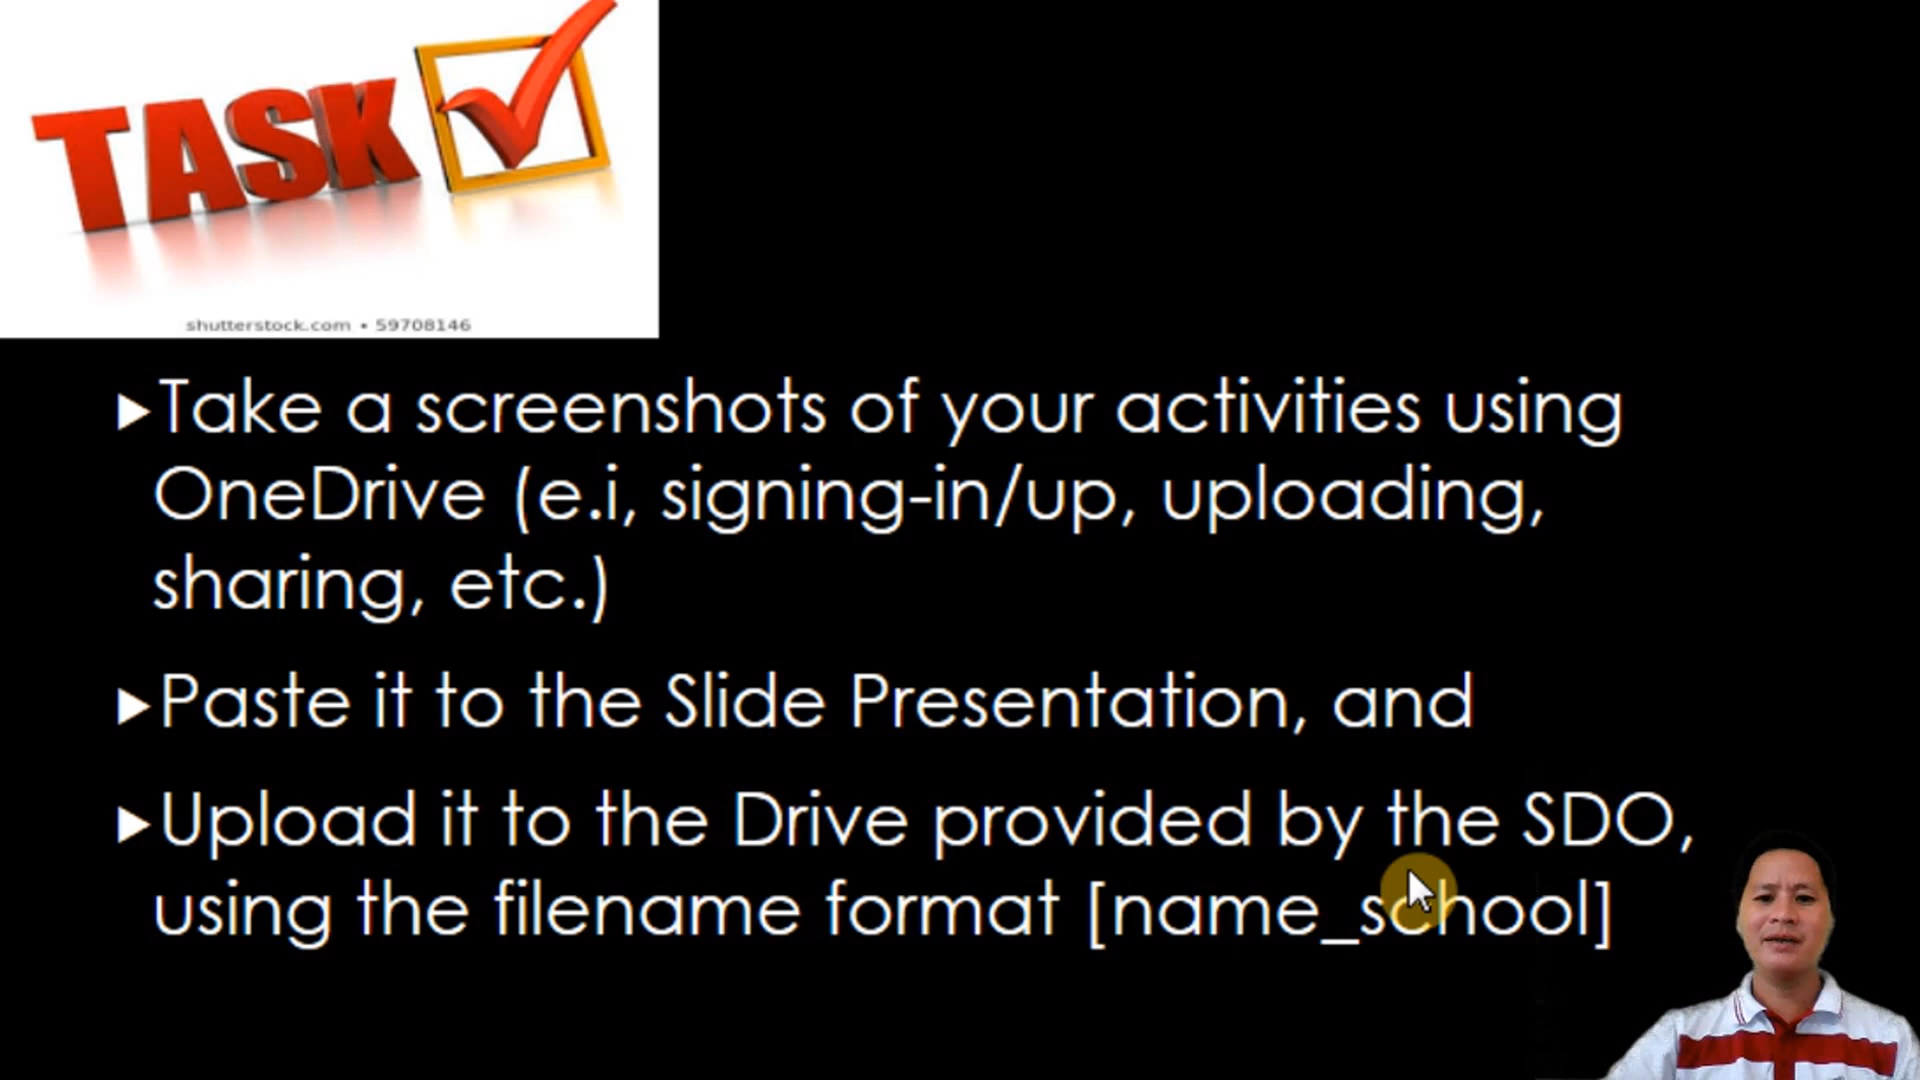 TASK
shutterstock.com • 59708146
Take a screenshots of your activities using
OneDrive (e.i, signing-in/up, uploading,
sharing, etc.)
Paste it to the Slide Presentation, and
Upload it to the Drive provided by the SDO,
using the filename format [name_school]